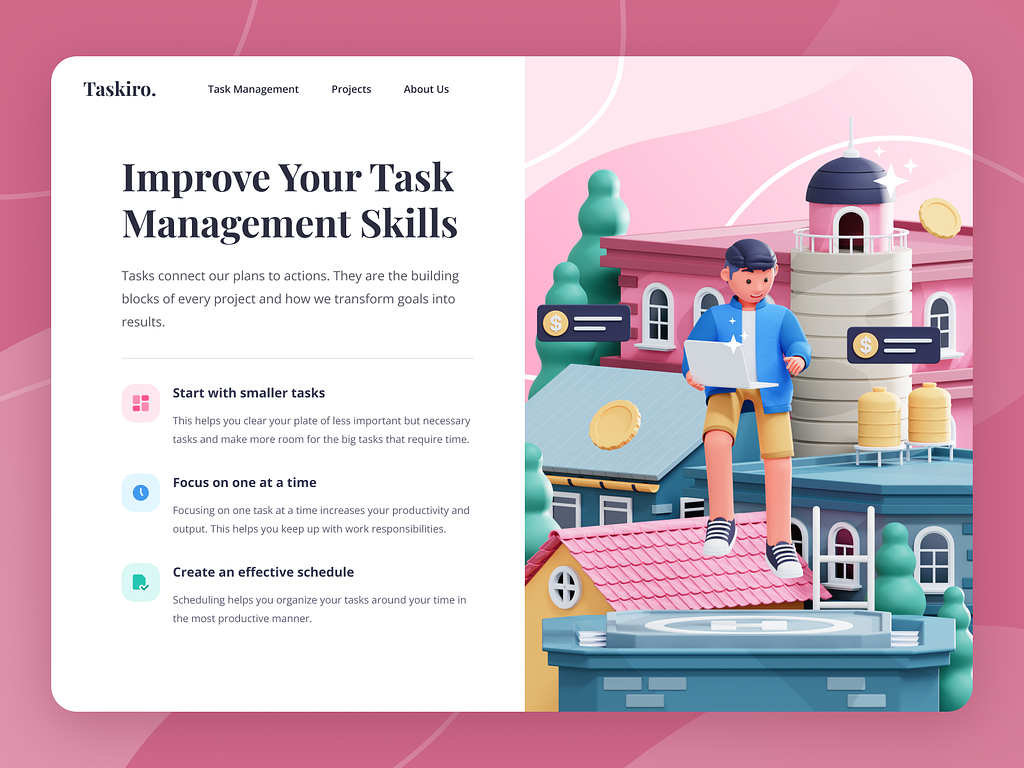 Taskiro.
Task Management
Projects
About Us
Improve Your Task
Management Skills
Tasks connect our plans to actions. They are the building
blocks of every project and how we transform goals into
results.
Start with smaller tasks
This helps you clear your plate of less important but necessary
tasks and make more room for the big tasks that require time.
Focus on one at a time
Focusing on one task at a time increases your productivity and
output. This helps you keep up with work responsibilities.
Create an effective schedule
Scheduling helps you organize your tasks around your time in
the most productive manner.
$
$
H